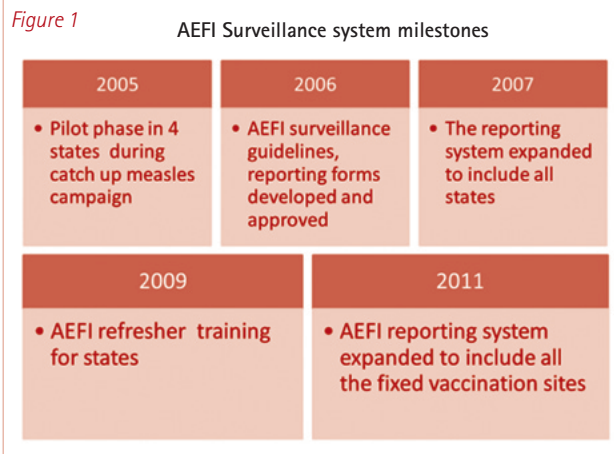 Figure 1
AEFI Surveillance system milestones
2005
• Pilot phase in 4
states during
catch up measles
campaign
2006
• AEFI surveillance
guidelines,
reporting forms
developed and
approved
2007
• The reporting
system expanded
to include all
states
2009
• AEFI refresher training
for states
2011
• AEFI reporting system
expanded to include all
the fixed vaccination sites